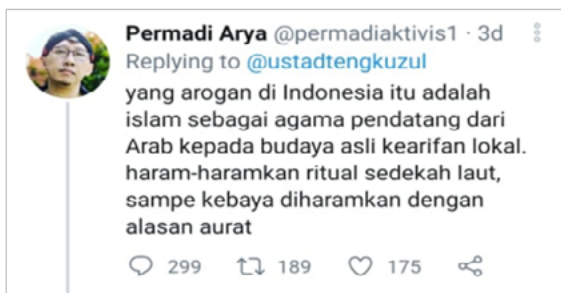 Permadi Arya @permadiaktivis1 · 3d
Replying to @ustadtengkuzul
yang arogan di Indonesia itu adalah
islam sebagai agama pendatang dari
Arab kepada budaya asli kearifan lokal.
haram-haramkan ritual sedekah laut,
sampe kebaya diharamkan dengan
alasan aurat
299 189 175